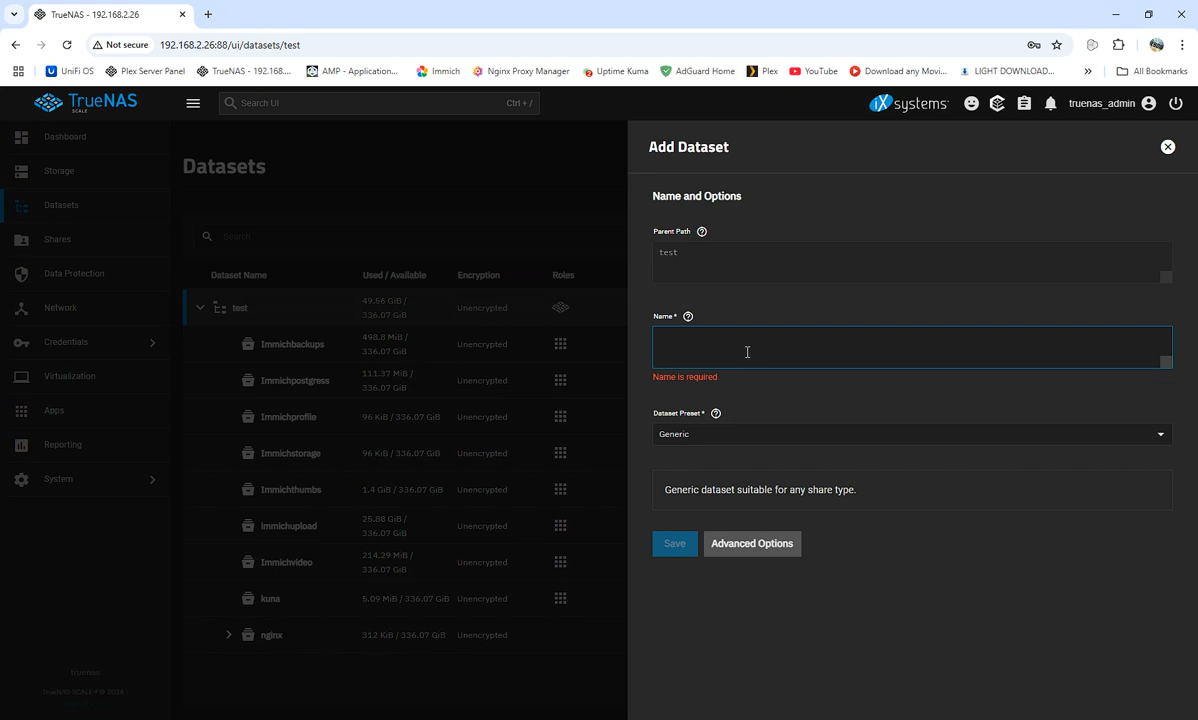 TrueNAS - 192.168.2.26
Not secure 192.168.2.26:88/ui/datasets/test
UniFi OS Plex Server Panel TrueNAS - 192.168.... AMP - Application... Immich Nginx Proxy Manager Uptime Kuma AdGuard Home Plex YouTube Download any Movi... LIGHT DOWNLOAD... » All Bookmarks
TrueNAS SCALE Search UI Ctrl + / iXsystems truenas_admin
Dashboard
Storage
Datasets
Shares
Data Protection
Network
Credentials
Virtualization
Apps
Reporting
System
truenas
Datasets
Search
Dataset Name Used / Available Encryption Roles
test 49.56 GiB / 336.07 GiB Unencrypted
Immichbackups 498.8 MiB / 336.07 GiB Unencrypted
Immichpostgress 111.37 MiB / 336.07 GiB Unencrypted
Immichprofile 96 KiB / 336.07 GiB Unencrypted
Immichstorage 96 KiB / 336.07 GiB Unencrypted
Immichthumbs 1.4 GiB / 336.07 GiB Unencrypted
immichupload 25.88 GiB / 336.07 GiB Unencrypted
Immichvideo 214.29 MiB / 336.07 GiB Unencrypted
kuna 5.09 MiB / 336.07 GiB Unencrypted
nginx 312 KiB / 336.07 GiB Unencrypted
Add Dataset
Name and Options
Parent Path
test
Name *
Name is required
Dataset Preset *
Generic
Generic dataset suitable for any share type.
Save Advanced Options